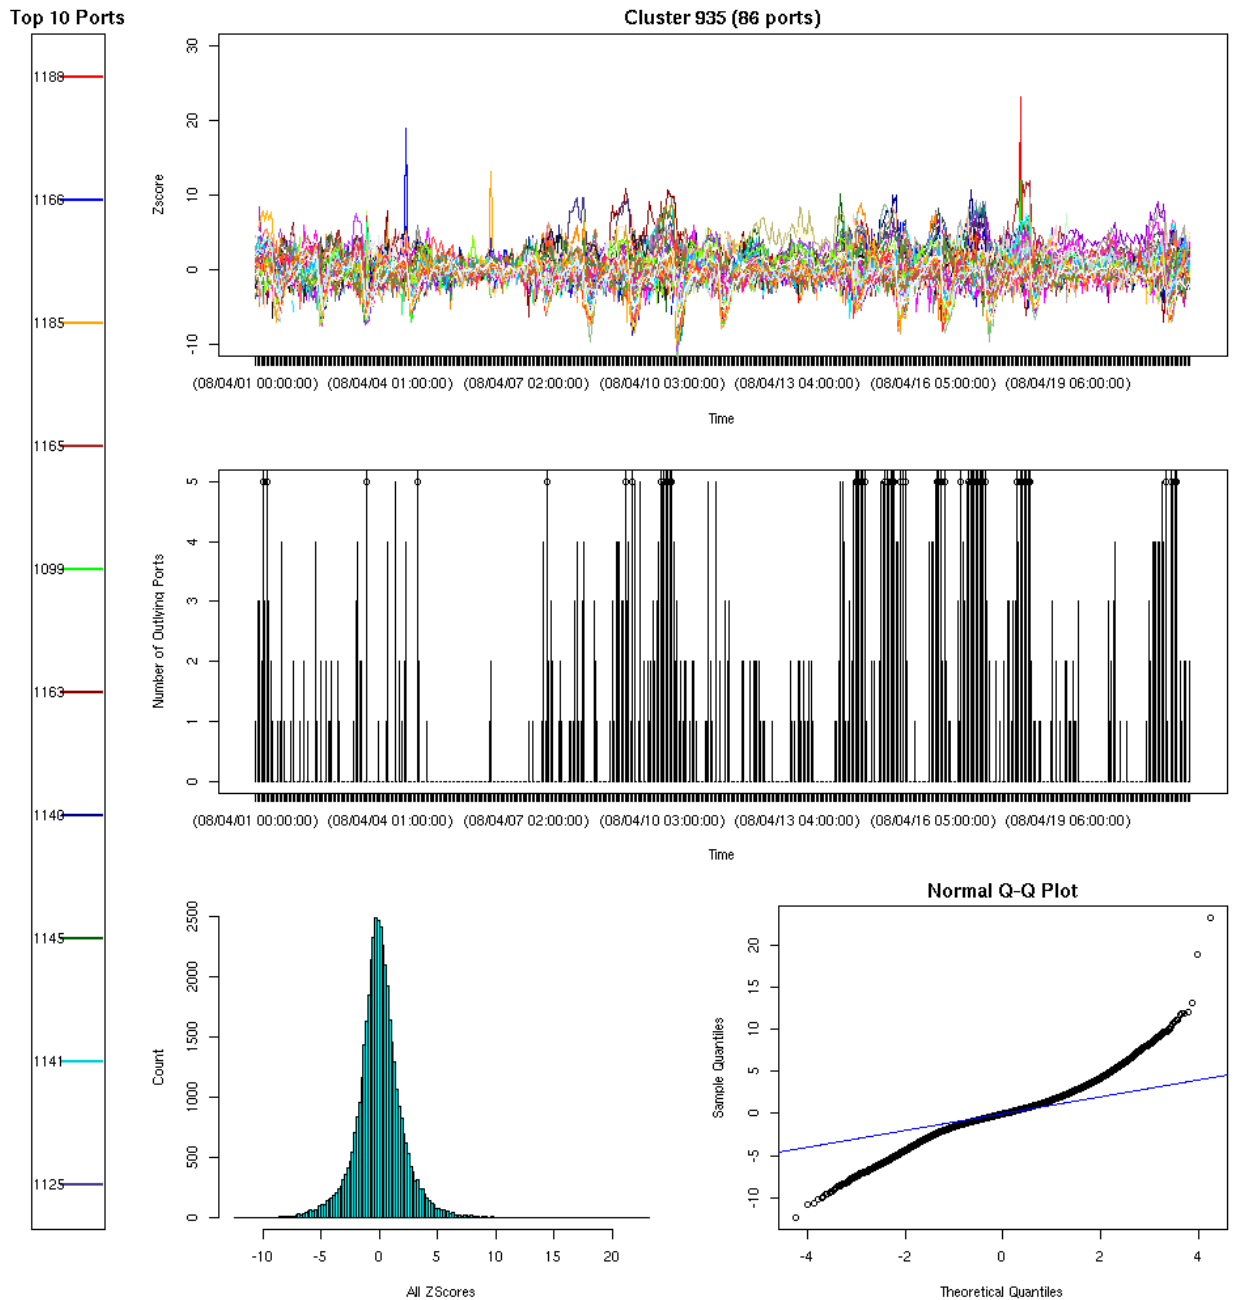 Top 10 Ports
1188
1166
1185
1165
1099
1163
1140
1145
1141
1125
Cluster 935 (86 ports)
Zscore
30
20
10
0
-10
(08/04/01 00:00:00) (08/04/04 01:00:00) (08/04/07 02:00:00) (08/04/10 03:00:00) (08/04/13 04:00:00) (08/04/16 05:00:00) (08/04/19 06:00:00)
Time
Number of Outlying Ports
5
4
3
2
1
0
(08/04/01 00:00:00) (08/04/04 01:00:00) (08/04/07 02:00:00) (08/04/10 03:00:00) (08/04/13 04:00:00) (08/04/16 05:00:00) (08/04/19 06:00:00)
Time
Count
2500
2000
1500
1000
500
0
-10 -5 0 5 10 15 20
All ZScores
Normal Q-Q Plot
Sample Quantiles
20
15
10
5
0
-5
-10
-4 -2 0 2 4
Theoretical Quantiles